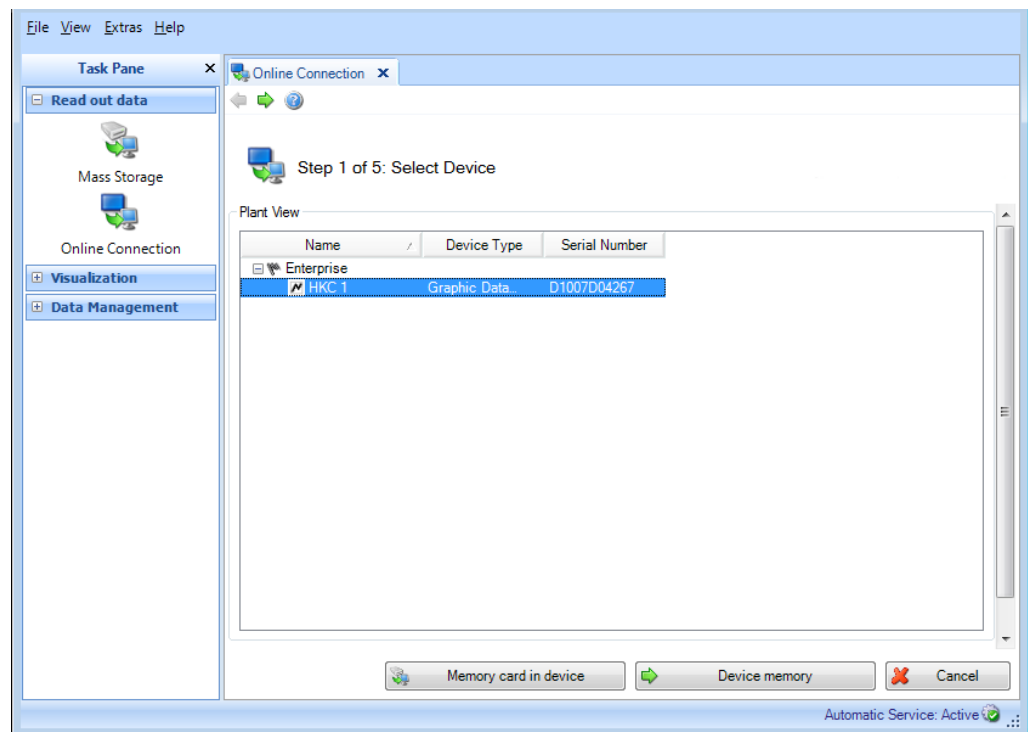 File View Extras Help
Task Pane
Online Connection
Read out data
Mass Storage
Online Connection
Visualization
Data Management
Step 1 of 5: Select Device
Plant View
Name Device Type Serial Number
Enterprise
HKC 1 Graphic Data... D1007D04267
Memory card in device Device memory Cancel
Automatic Service: Active